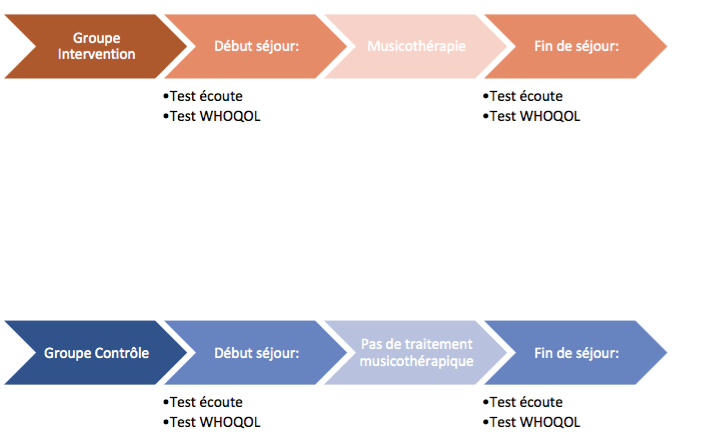 Groupe
Intervention
Début séjour:
Musicothérapie
Fin de séjour:
•Test écoute
•Test WHOQOL
•Test écoute
•Test WHOQOL
Groupe Contrôle
Début séjour:
Pas de traitement
musicothérapique
Fin de séjour:
•Test écoute
•Test WHOQOL
•Test écoute
•Test WHOQOL